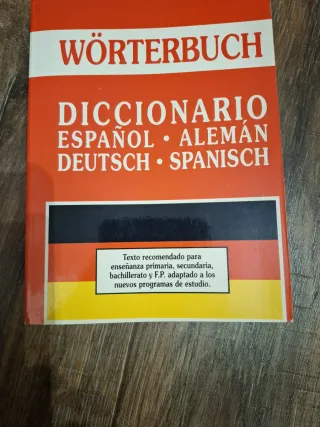 WÖRTERBUCH
DICCIONARIO
ESPAÑOL · ALEMÁN
DEUTSCH · SPANISCH
Texto recomendado para
enseñanza primaria, secundaria,
bachillerato y F.P. adaptado a los
nuevos programas de estudio.